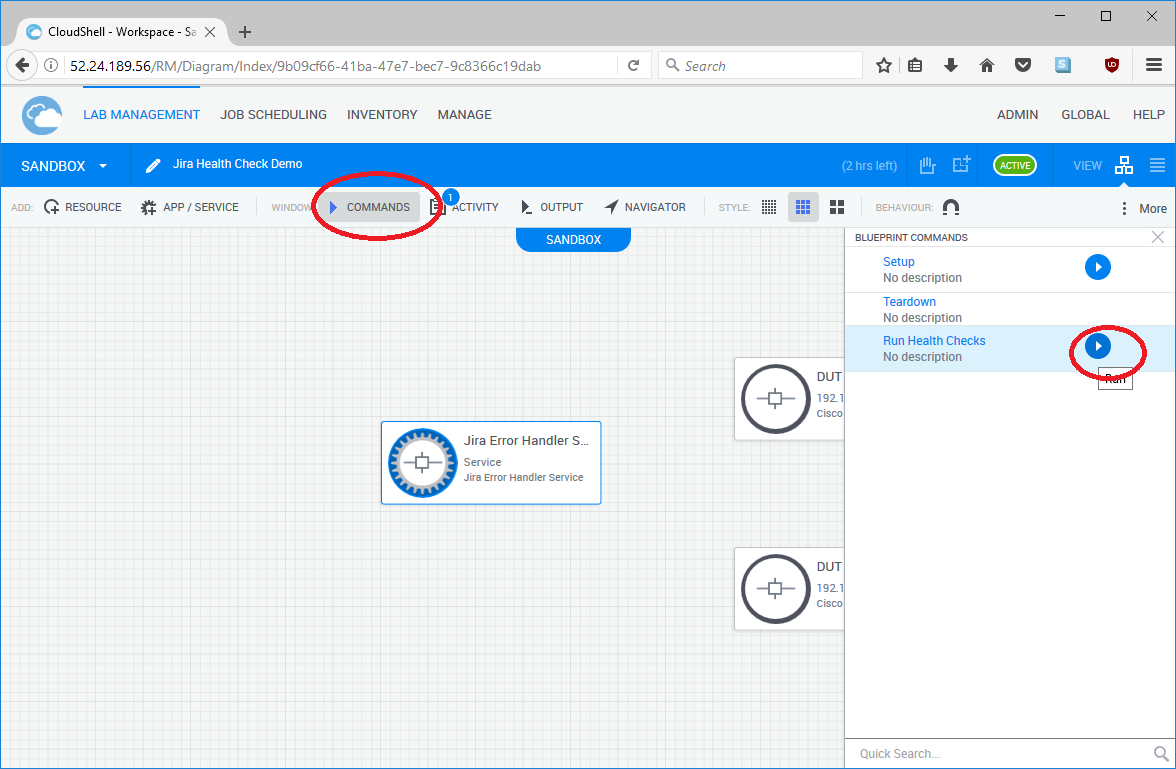 CloudShell - Workspace - Sa
52.24.189.56/RM/Diagram/Index/9b09cf66-41ba-47e7-bec7-9c8366c19dab
Search
S
LAB MANAGEMENT JOB SCHEDULING INVENTORY MANAGE ADMIN GLOBAL HELP
SANDBOX Jira Health Check Demo (2 hrs left) ACTIVE VIEW
ADD: RESOURCE APP / SERVICE WINDOW COMMANDS 1 ACTIVITY OUTPUT NAVIGATOR STYLE: BEHAVIOUR: More
SANDBOX
BLUEPRINT COMMANDS
Setup
No description
Teardown
No description
Run Health Checks
No description
Run
DUT
192.1
Cisco
Jira Error Handler S...
Service
Jira Error Handler Service
DUT
192.1
Cisco
Quick Search...